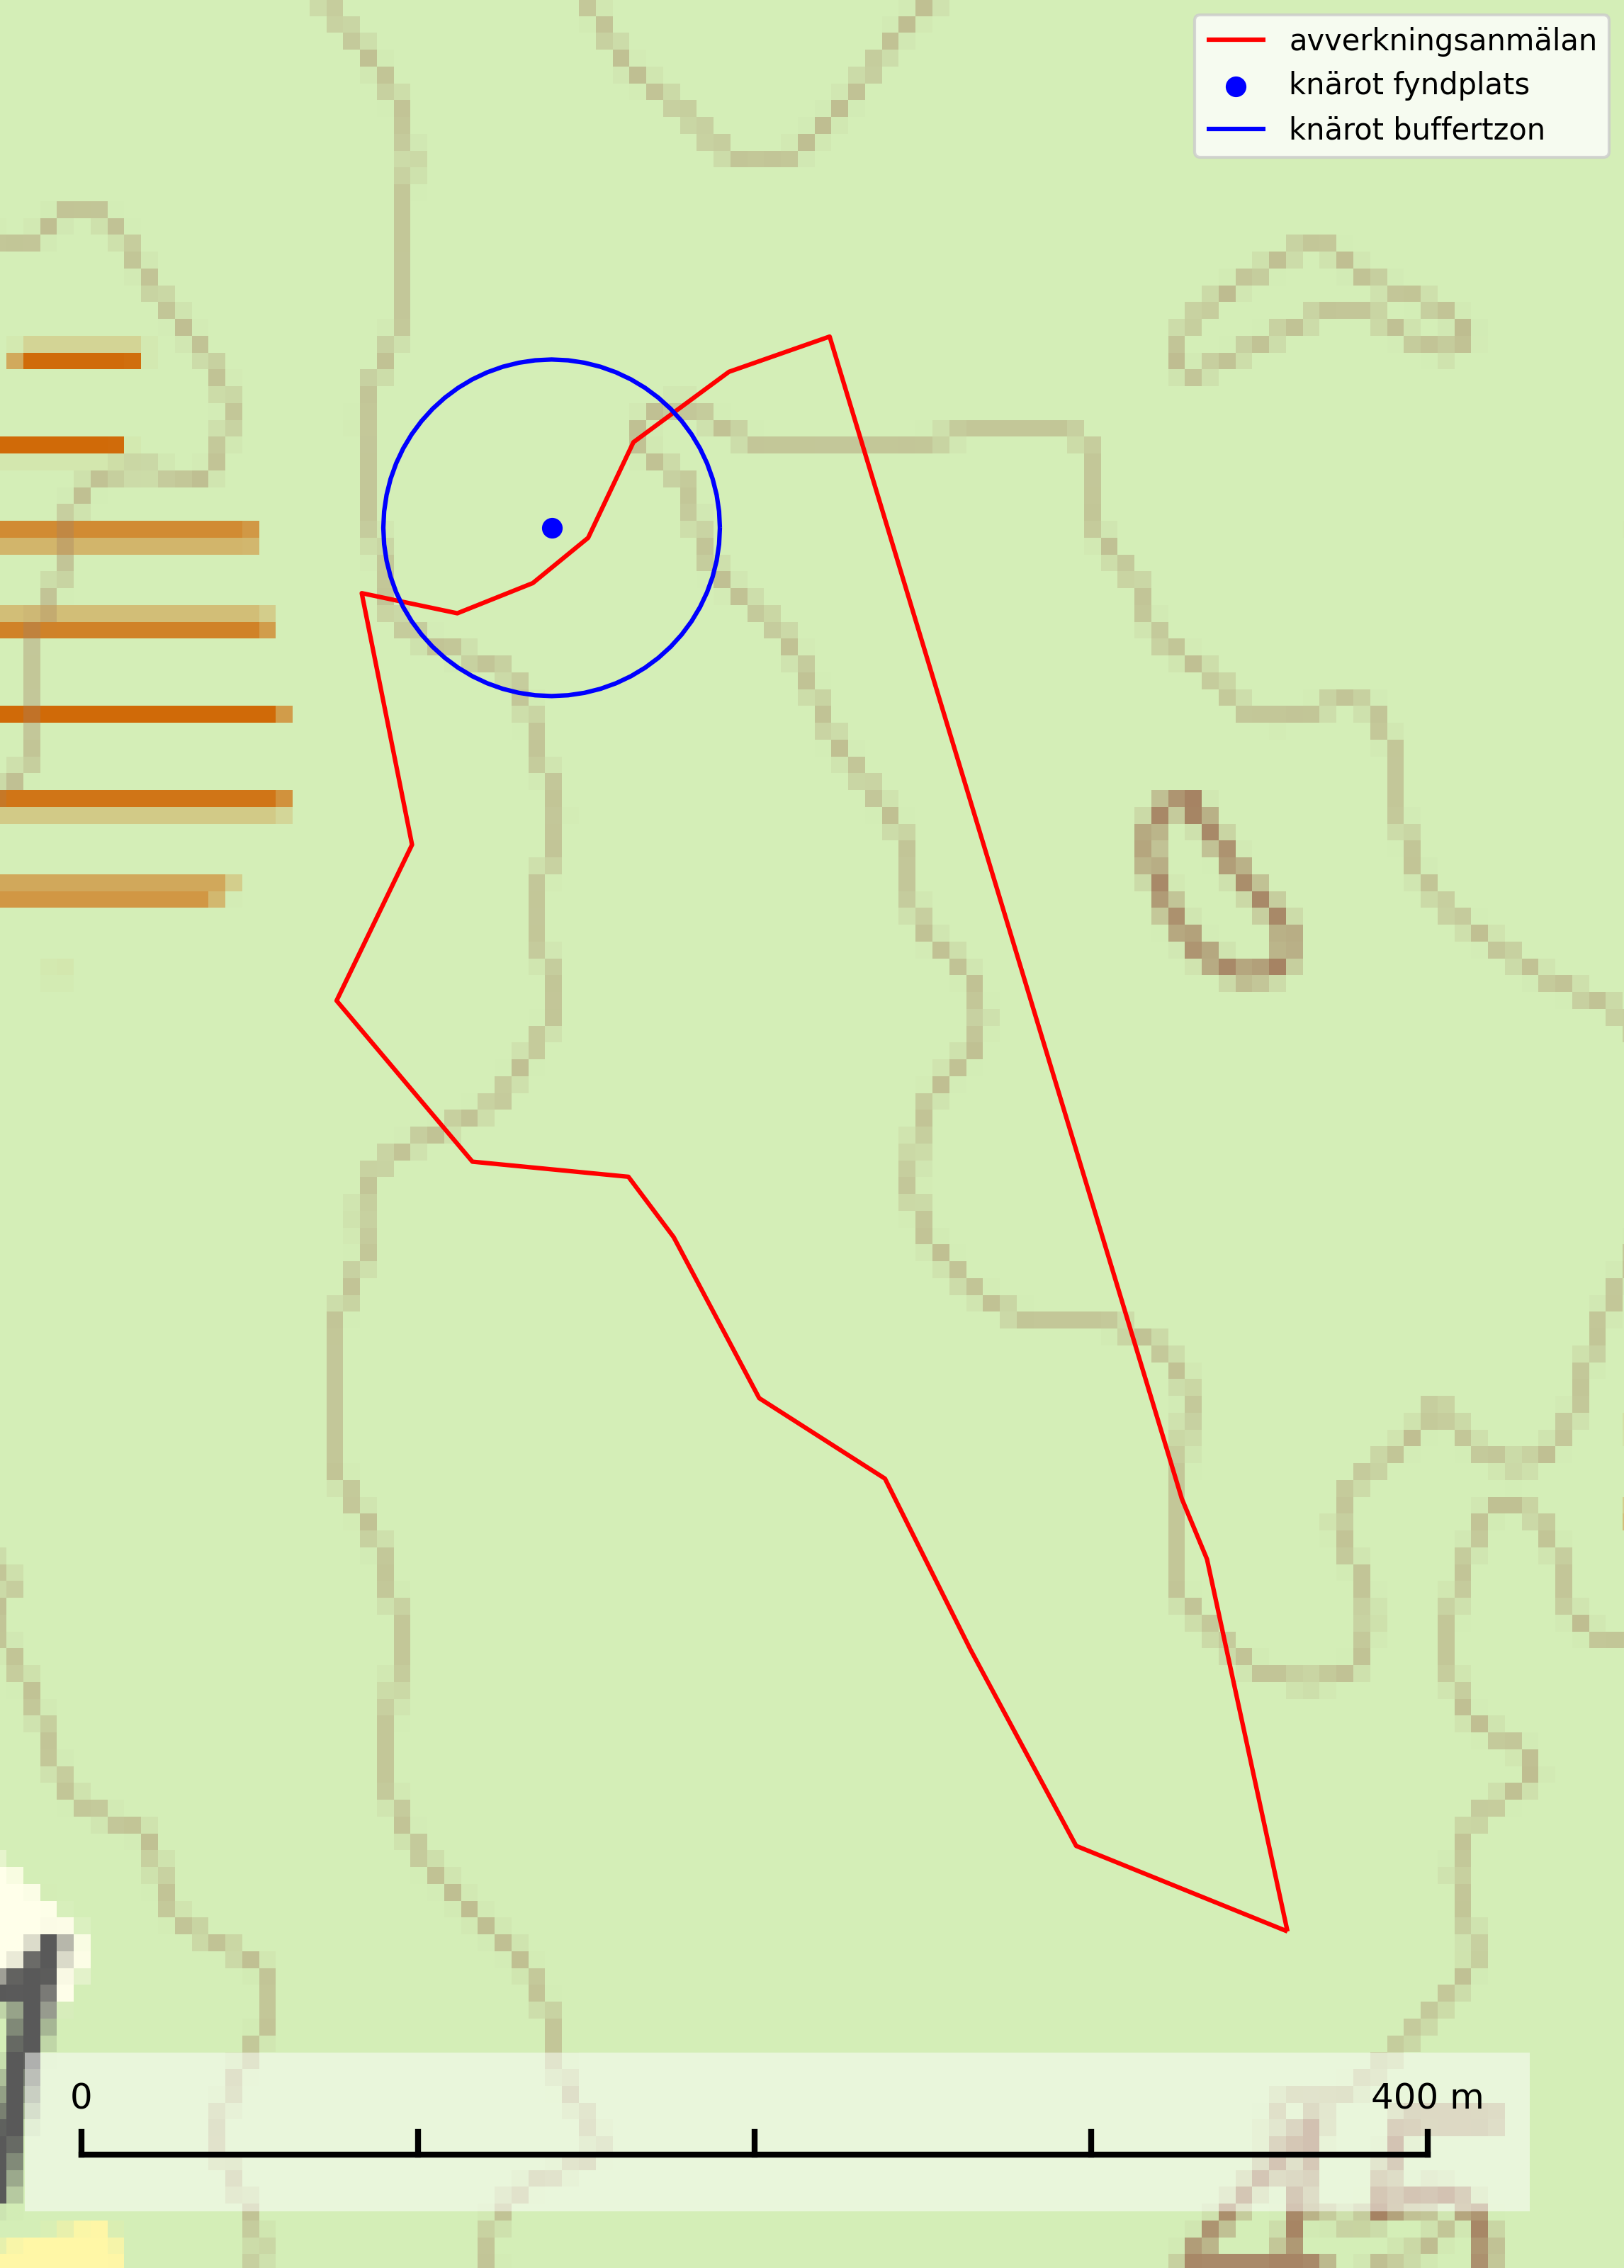 avverkningsanmälan
knärot fyndplats
knärot buffertzon
0
400 m